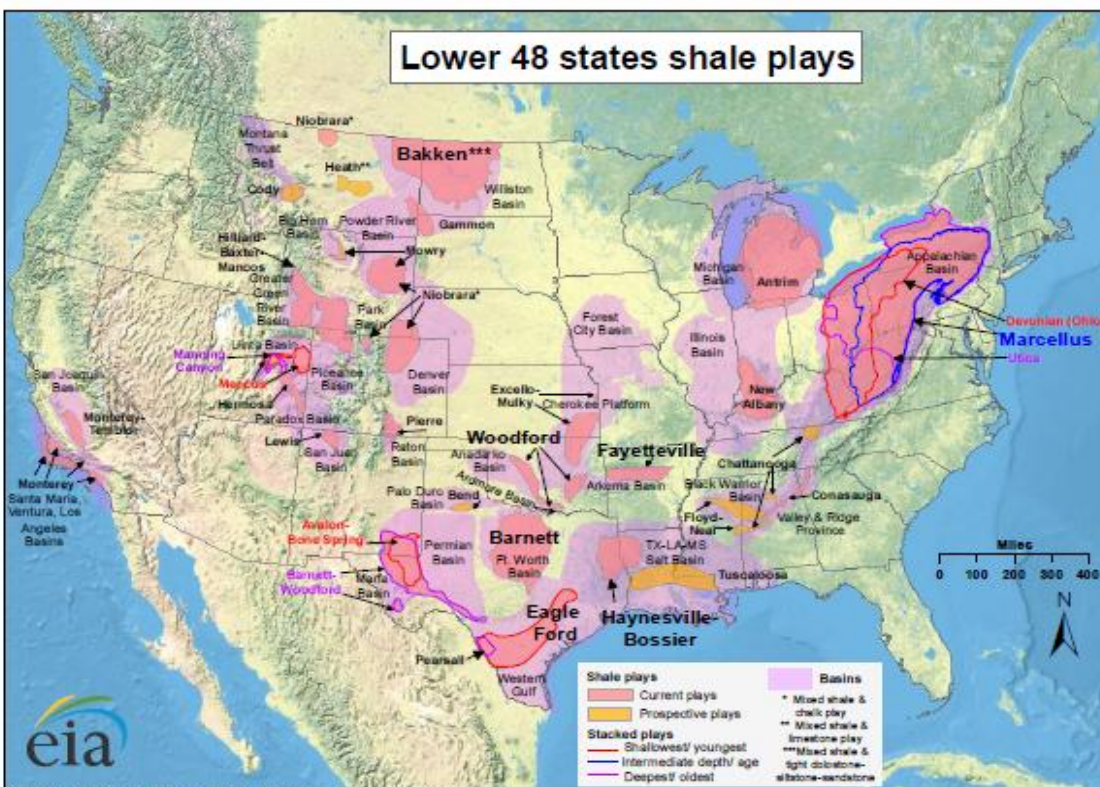 Lower 48 states shale plays
Niobrara*
Montana
Thrust
Belt
Bakken***
Heath**
Cody
Williston
Basin
Big Horn
Basin
Powder River
Basin
Gammon
Hilliard-
Baxter-
Mancos
Mowry
Greater
Green
River
Basin
Park
Basin
Niobrara*
Michigan
Basin
Antrim
Appalachian
Basin
Devonian (Ohio
Marcellus
Utica
Forest
City Basin
Illinois
Basin
Uinta Basin
Manning
Canyon
Mancos
Piceance
Basin
Denver
Basin
San Joaquin
Basin
Hermosa
Excello-
Mulky
Cherokee Platform
New
Albany
Monterey-
Temblor
Paradox Basin
Pierre
Lewis
San Juan
Basin
Raton
Basin
Woodford
Anadarko
Basin
Fayetteville
Chattanooga
Monterey
Santa Maria,
Ventura, Los
Angeles
Basins
Palo Duro
Basin
Bend
Ardmore Basin
Arkoma Basin
Black Warrior
Basin
Conasauga
Floyd-
Neal
Valley & Ridge
Province
Avalon-
Bone Spring
Permian
Basin
Barnett
Ft. Worth
Basin
TX-LA-MS
Salt Basin
Tuscaloosa
Barnett-
Woodford
Marfa
Basin
Eagle
Ford
Haynesville-
Bossier
Pearsall
Western
Gulf
Miles
0 100 200 300 400
N
Shale plays
Current plays
Prospective plays
Stacked plays
Shallowest/ youngest
Intermediate depth/ age
Deepest/ oldest
Basins
* Mixed shale &
chalk play
** Mixed shale &
limestone play
***Mixed shale &
tight dolostone-
siltstone-sandstone
eia